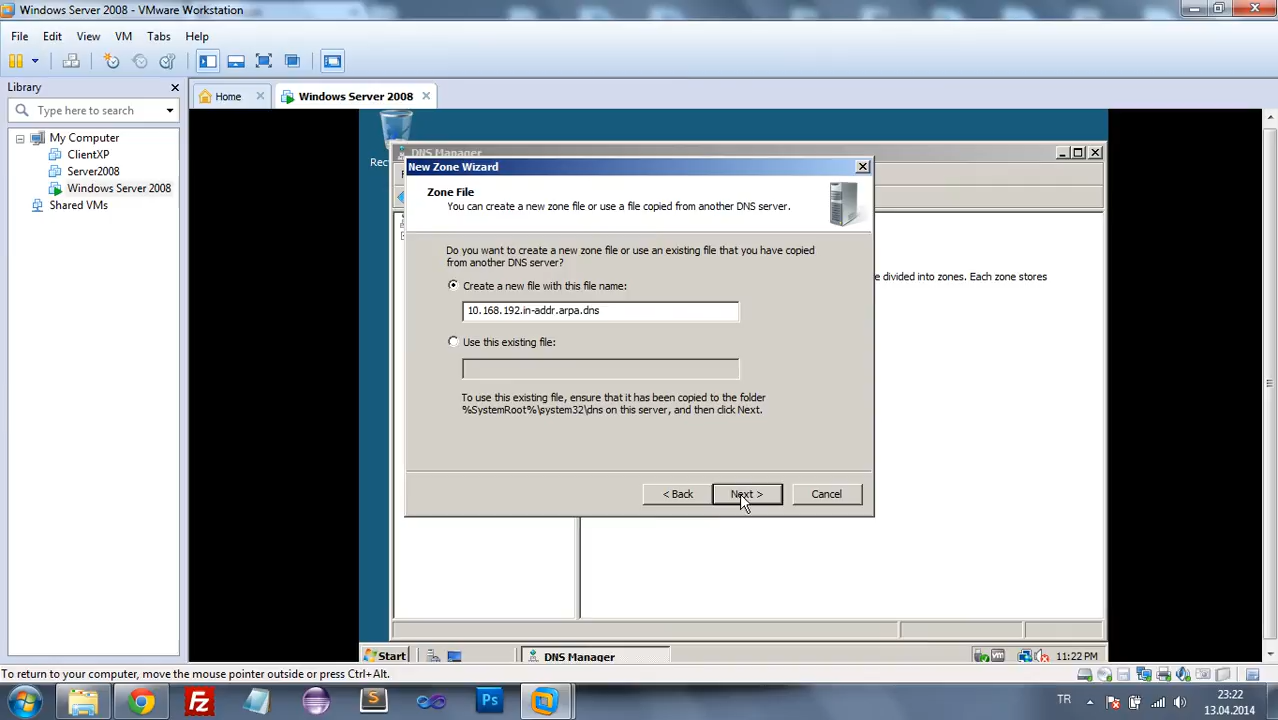 Windows Server 2008 - VMware Workstation
File Edit View VM Tabs Help
Library
Type here to search
My Computer
ClientXP
Server2008
Windows Server 2008
Shared VMs
Home
Windows Server 2008
DNS Manager
New Zone Wizard
Zone File
You can create a new zone file or use a file copied from another DNS server.
Do you want to create a new zone file or use an existing file that you have copied
from another DNS server?
e divided into zones. Each zone stores
Create a new file with this file name:
10.168.192.in-addr.arpa.dns
Use this existing file:
To use this existing file, ensure that it has been copied to the folder
%SystemRoot%\system32\dns on this server, and then click Next.
< Back
Next >
Cancel
Start
DNS Manager
11:22 PM
To return to your computer, move the mouse pointer outside or press Ctrl+Alt.
Fz
S
Ps
TR
23:22
13.04.2014